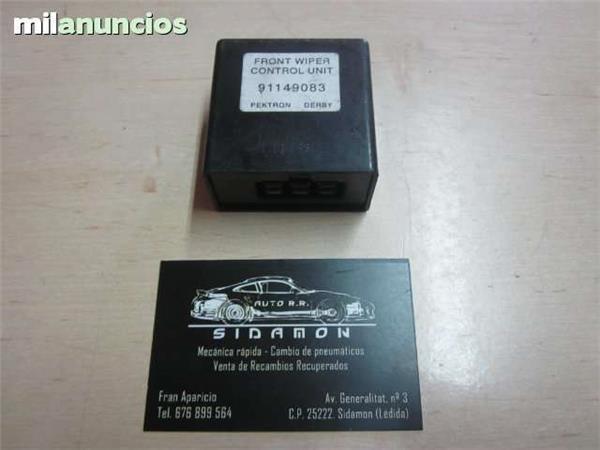 milanuncios
FRONT WIPER
CONTROL UNIT
91149083
PEKTRON DERBY
AUTO R.R.
SIDAMON
Mecánica rápida - Cambio de pneumáticos
Venta de Recambios Recuperados
Fran Aparicio
Tel. 676 899 564
Av. Generalitat, nº 3
C.P. 25222. Sidamon (Lédida)